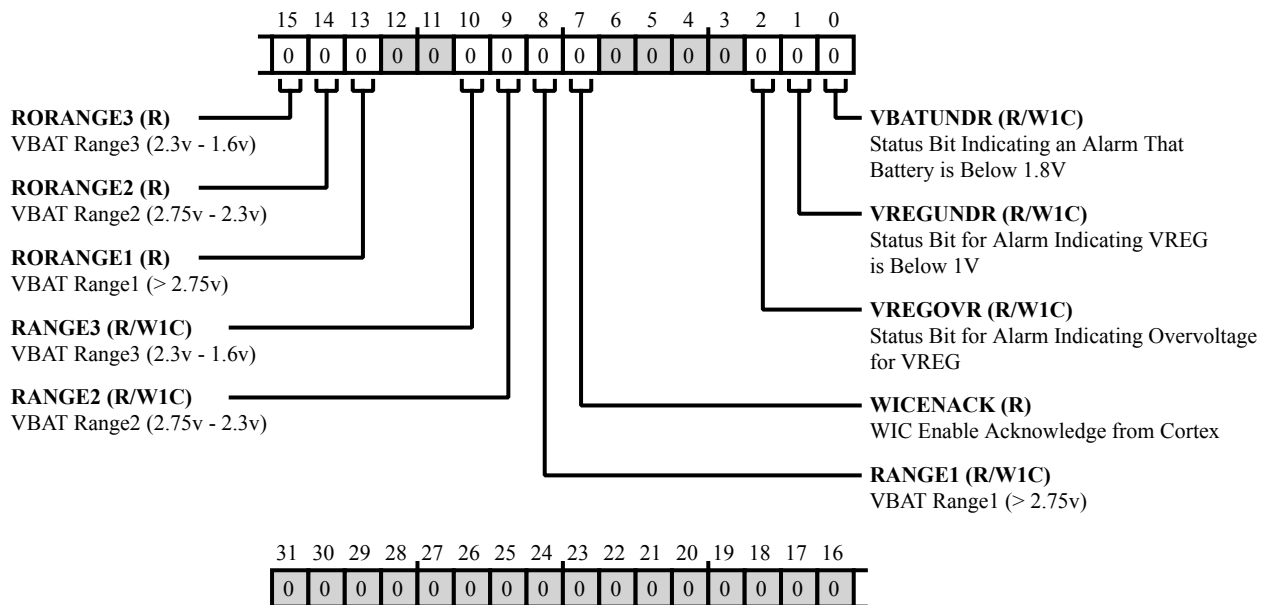 15 14 13 12 11 10 9 8 7 6 5 4 3 2 1 0
0 0 0 0 0 0 0 0 0 0 0 0 0 0 0 0
RORANGE3 (R)
VBAT Range3 (2.3v - 1.6v)
RORANGE2 (R)
VBAT Range2 (2.75v - 2.3v)
RORANGE1 (R)
VBAT Range1 (> 2.75v)
RANGE3 (R/W1C)
VBAT Range3 (2.3v - 1.6v)
RANGE2 (R/W1C)
VBAT Range2 (2.75v - 2.3v)
VBATUNDR (R/W1C)
Status Bit Indicating an Alarm That
Battery is Below 1.8V
VREGUNDR (R/W1C)
Status Bit for Alarm Indicating VREG
is Below 1V
VREGOVR (R/W1C)
Status Bit for Alarm Indicating Overvoltage
for VREG
WICENACK (R)
WIC Enable Acknowledge from Cortex
RANGE1 (R/W1C)
VBAT Range1 (> 2.75v)
31 30 29 28 27 26 25 24 23 22 21 20 19 18 17 16
0 0 0 0 0 0 0 0 0 0 0 0 0 0 0 0